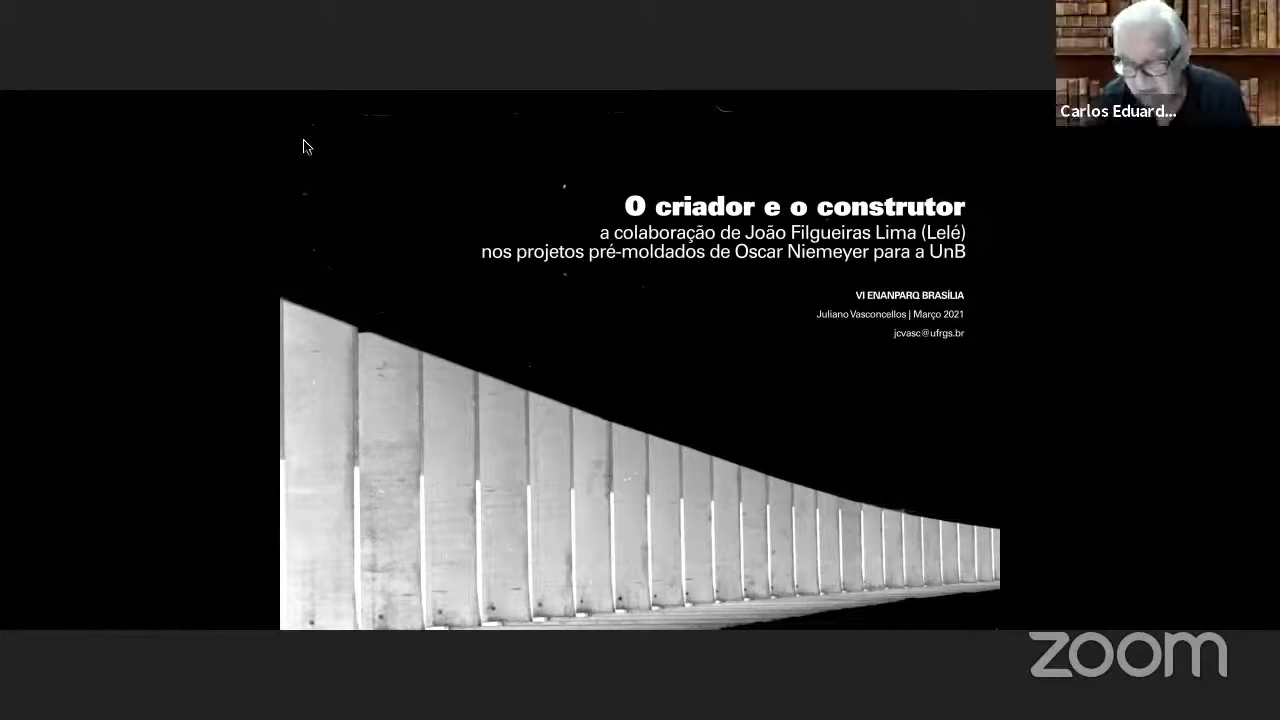 Carlos Eduard...
O criador e o construtor
a colaboração de João Filgueiras Lima (Lelé)
nos projetos pré-moldados de Oscar Niemeyer para a UnB
VI ENANPARQ BRASÍLIA
Juliano Vasconcellos | Março 2021
jcvasc@ufrgs.br
zoom